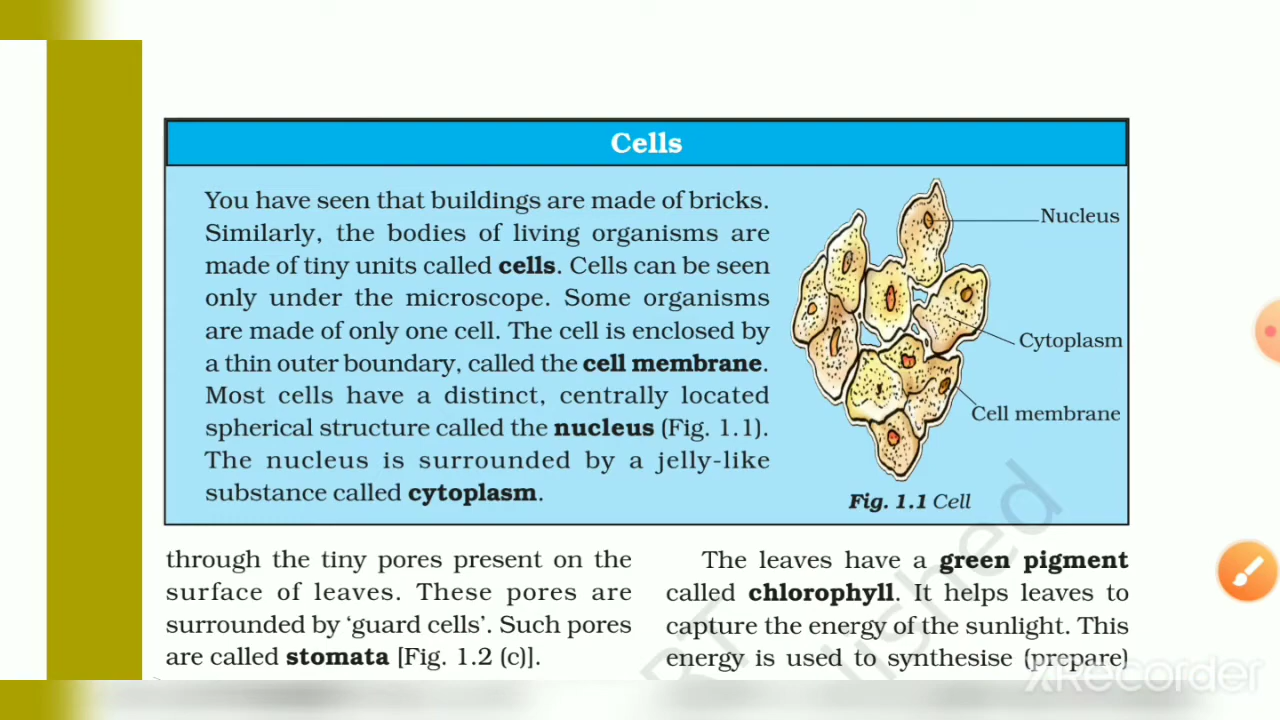 Cells
You have seen that buildings are made of bricks.
Similarly, the bodies of living organisms are
made of tiny units called cells. Cells can be seen
only under the microscope. Some organisms
are made of only one cell. The cell is enclosed by
a thin outer boundary, called the cell membrane.
Most cells have a distinct, centrally located
spherical structure called the nucleus (Fig. 1.1).
The nucleus is surrounded by a jelly-like
substance called cytoplasm.
Nucleus
Cytoplasm
Cell membrane
Fig. 1.1 Cell
through the tiny pores present on the
surface of leaves. These pores are
surrounded by ‘guard cells’. Such pores
are called stomata [Fig. 1.2 (c)].
The leaves have a green pigment
called chlorophyll. It helps leaves to
capture the energy of the sunlight. This
energy is used to synthesise (prepare)
XRecorder